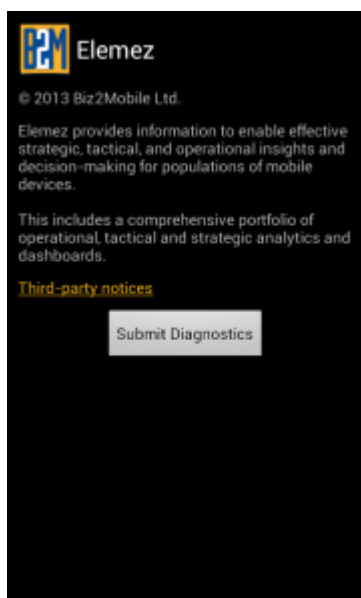 B2M Elemez
© 2013 Biz2Mobile Ltd.
Elemez provides information to enable effective
strategic, tactical, and operational insights and
decision-making for populations of mobile
devices.
This includes a comprehensive portfolio of
operational, tactical and strategic analytics and
dashboards.
Third-party notices
Submit Diagnostics